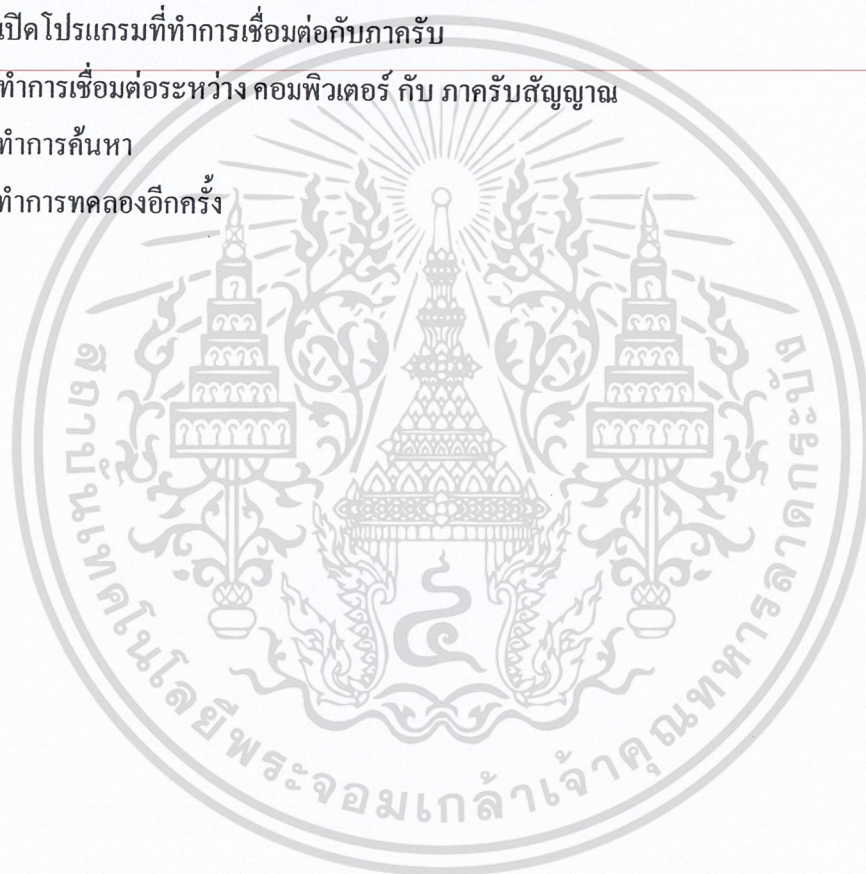 เปิดโปรแกรมที่ทำการเชื่อมต่อกับภาครับ
ทำการเชื่อมต่อระหว่าง คอมพิวเตอร์ กับ ภาครับสัญญาณ
ทำการค้นหา
ทำการทดลองอีกครั้ง
สถาบันเทคโนโลยีพระจอมเกล้าเจ้าคุณทหารลาดกระบัง